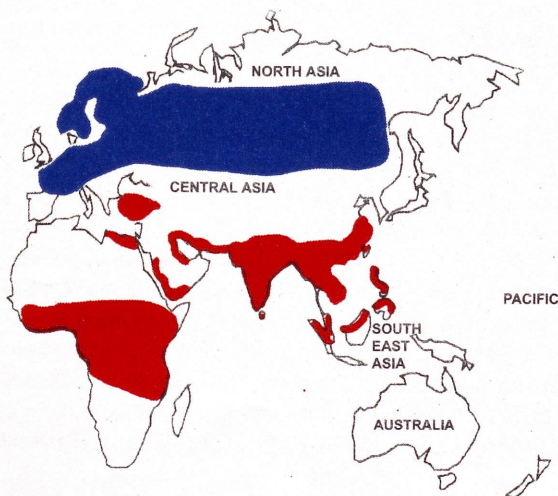 NORTH ASIA
CENTRAL ASIA
PACIFIC
SOUTH
EAST
ASIA
AUSTRALIA